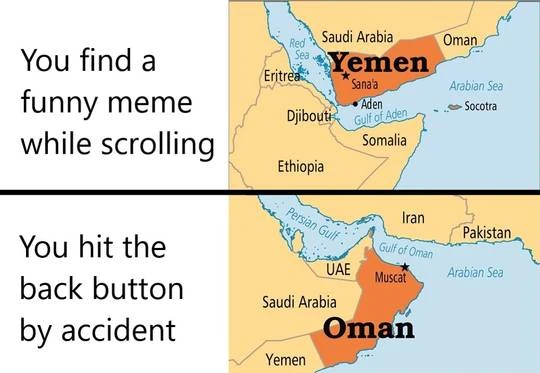 You find a
funny meme
while scrolling
Red
Sea
Saudi Arabia
Oman
Yemen
Eritrea
Sana'a
Arabian Sea
Aden
Socotra
Djibouti
Gulf of Aden
Somalia
Ethiopia
You hit the
back button
by accident
Persian Gulf
Iran
Pakistan
Gulf of Oman
UAE
Muscat
Arabian Sea
Saudi Arabia
Oman
Yemen